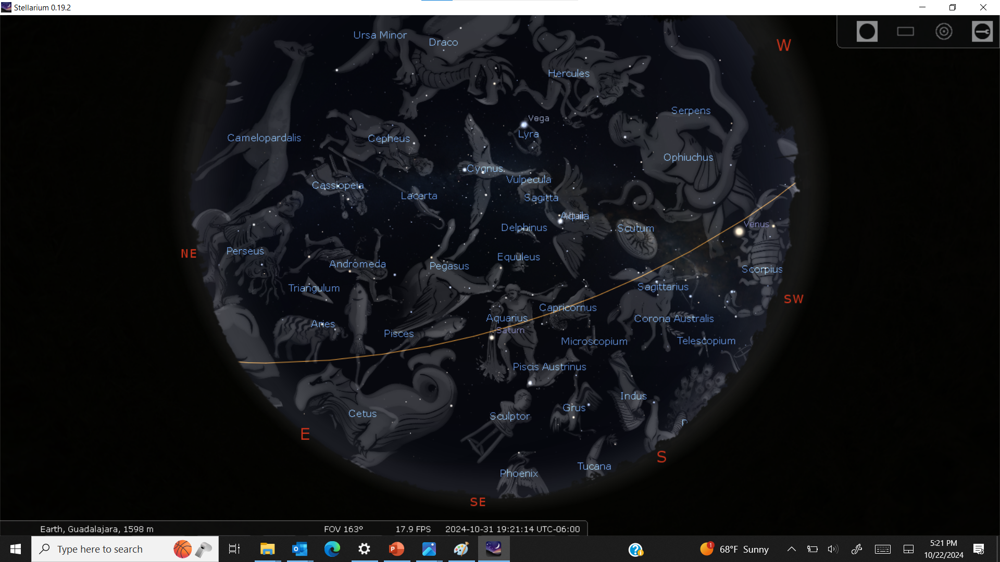 Stellarium 0.19.2
Ursa Minor
Draco
W
Hercules
Serpens
Vega
Lyra
Camelopardalis
Cepheus
Ophiuchus
Cygnus
Vulpecula
Cassiopeia
Lacerta
Sagitta
Altair
Aquila
Venus
Delphinus
Scutum
NE
Perseus
Equuleus
Andromeda
Pegasus
Scorpius
Triangulum
Sagittarius
SW
Capricornus
Aquarius
Corona Australis
Aries
Saturn
Pisces
Microscopium
Telescopium
Piscis Austrinus
Indus
Grus
Cetus
Sculptor
P
E
S
Tucana
Phoenix
SE
Earth, Guadalajara, 1598 m FOV 163° 17.9 FPS 2024-10-31 19:21:14 UTC-06:00
Type here to search
1
68°F Sunny
5:21 PM
10/22/2024